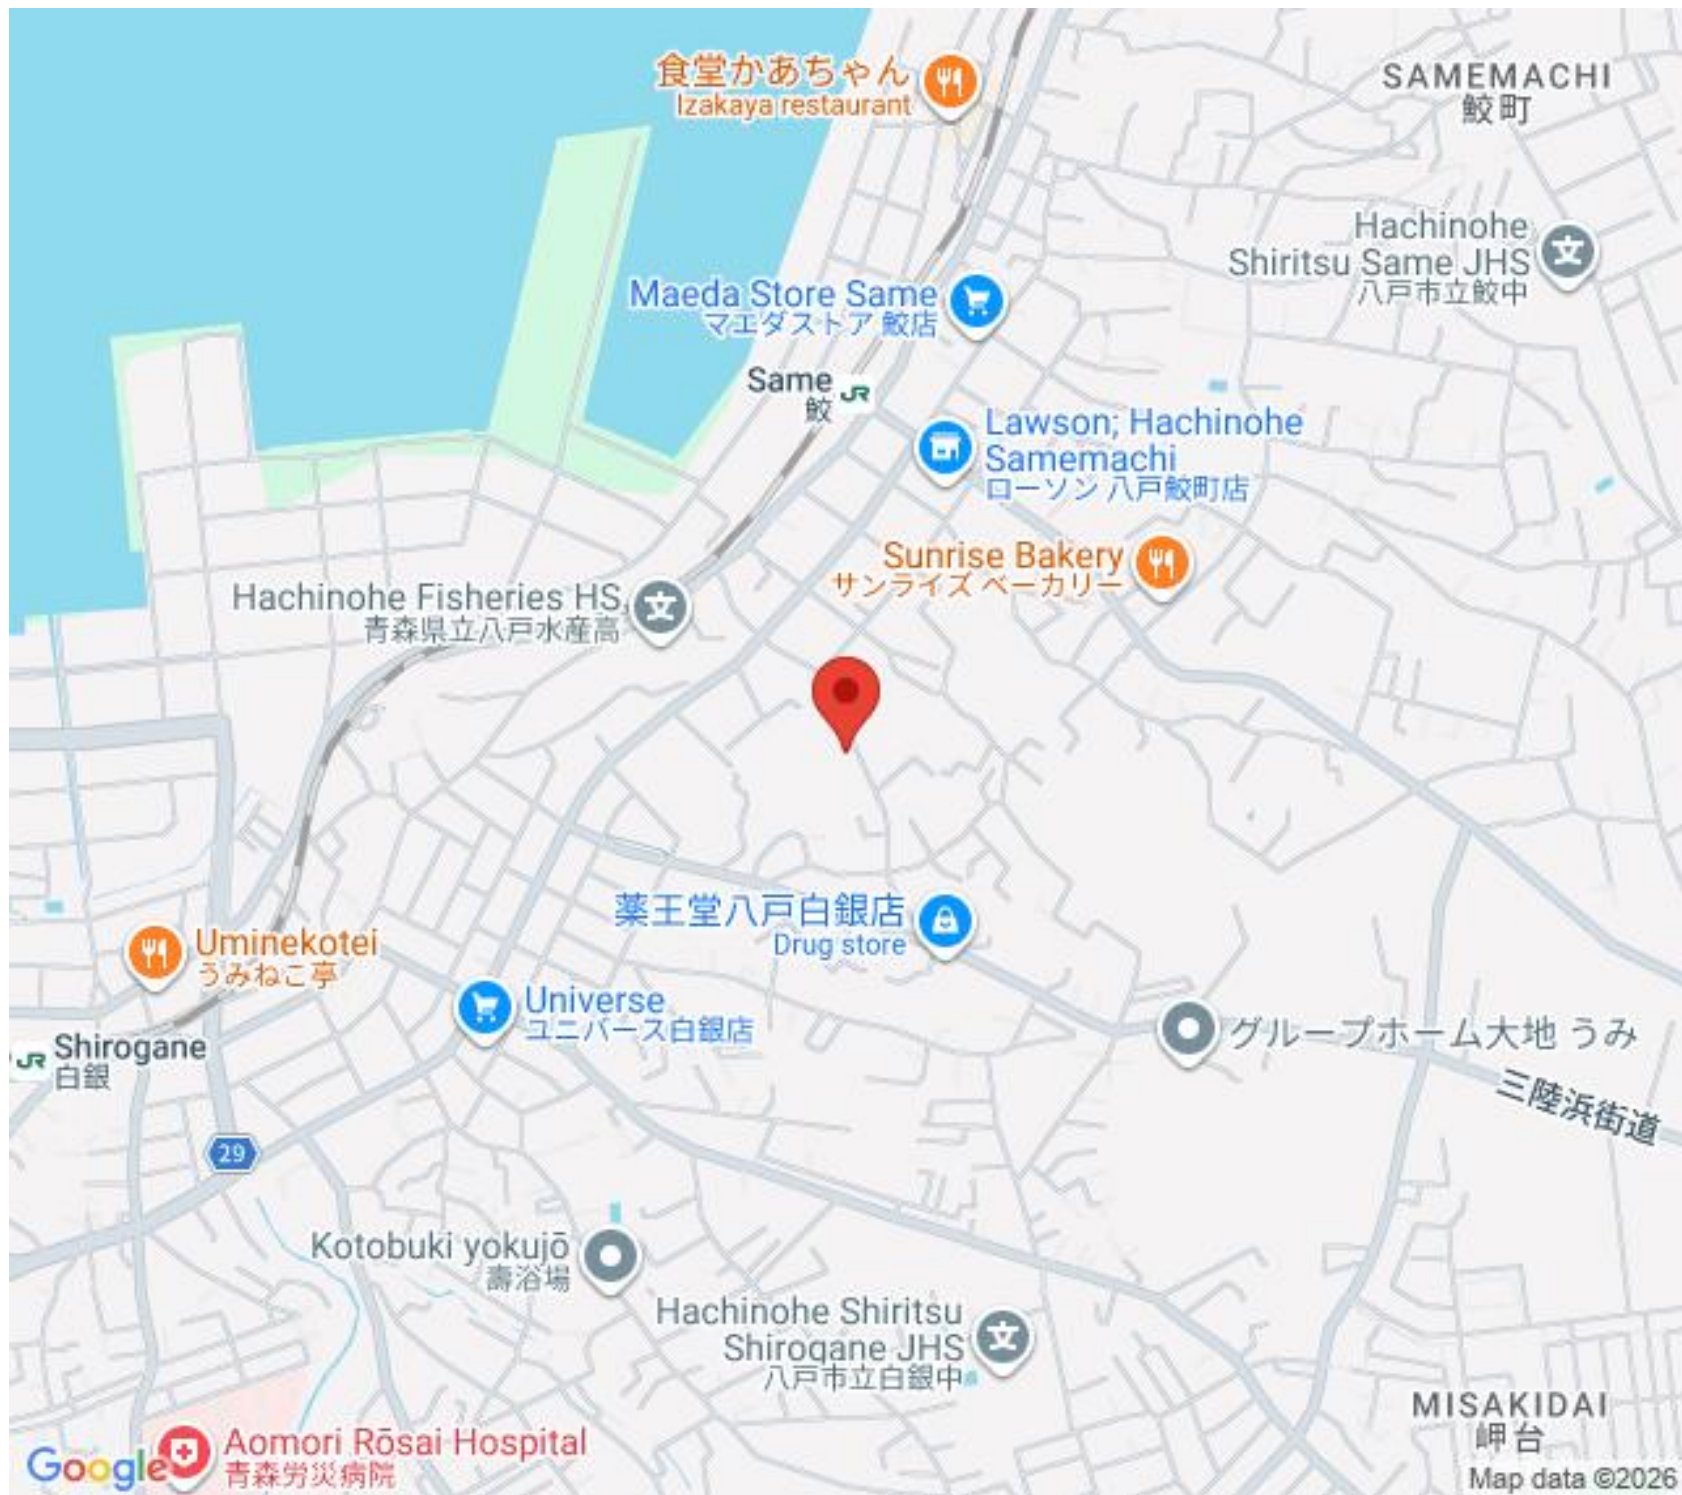 食堂かあちゃん
Izakaya restaurant
SAMEMACHI
鮫町
Hachinohe
Shiritsu Same JHS
八戸市立鮫中
Maeda Store Same
マエダストア 鮫店
Same
鮫
JR
Lawson; Hachinohe
Samemachi
ローソン 八戸鮫町店
Sunrise Bakery
サンライズ ベーカリー
Hachinohe Fisheries HS
青森県立八戸水産高
薬王堂八戸白銀店
Drug store
Uminekotei
うみねこ亭
Universe
ユニバース白銀店
グループホーム大地 うみ
JR
Shirogane
白銀
三陸浜街道
29
Kotobuki yokujō
壽浴場
Hachinohe Shiritsu
Shirogane JHS
八戸市立白銀中
MISAKIDAI
岬台
Aomori Rōsai Hospital
青森労災病院
Google
Map data ©2026